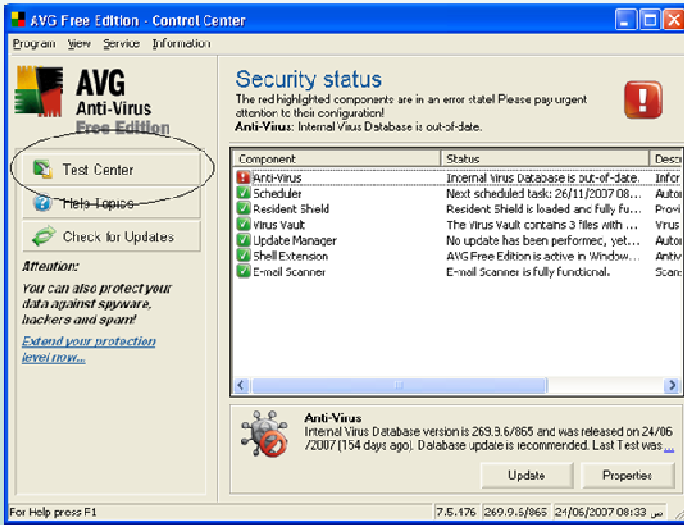 AVG Free Edition - Control Center
Program View Service Information
AVG
Anti-Virus
Free Edition
Test Center
Help Topics
Check for Updates
Attention:
You can also protect your
data against spyware,
hackers and spam!
Extend your protection
level now...
Security status
The red highlighted components are in an error state! Please pay urgent
attention to their configuration!
Anti-Virus: Internal Virus Database is out-of-date.
Component Status Descr
Anti-Virus Internal Virus Database is out-of-date. Infor
Scheduler Next scheduled task: 26/11/2007 08... Autor
Resident Shield Resident Shield is loaded and fully fu... Provi
Virus Vault The Virus Vault contains 3 files with ... Virus
Update Manager No update has been performed, yet... Autor
Shell Extension AVG Free Edition is active in Window... Antiv
E-mail Scanner E-mail Scanner is fully functional. Scan:
Anti-Virus
Internal Virus Database version is 269.9.6/865 and was released on 24/06
/2007 (154 days ago). Database update is recommended. Last Test was...
Update Properties
For Help press F1 7.5.476 269.9.6/865 24/06/2007 08:33 ص